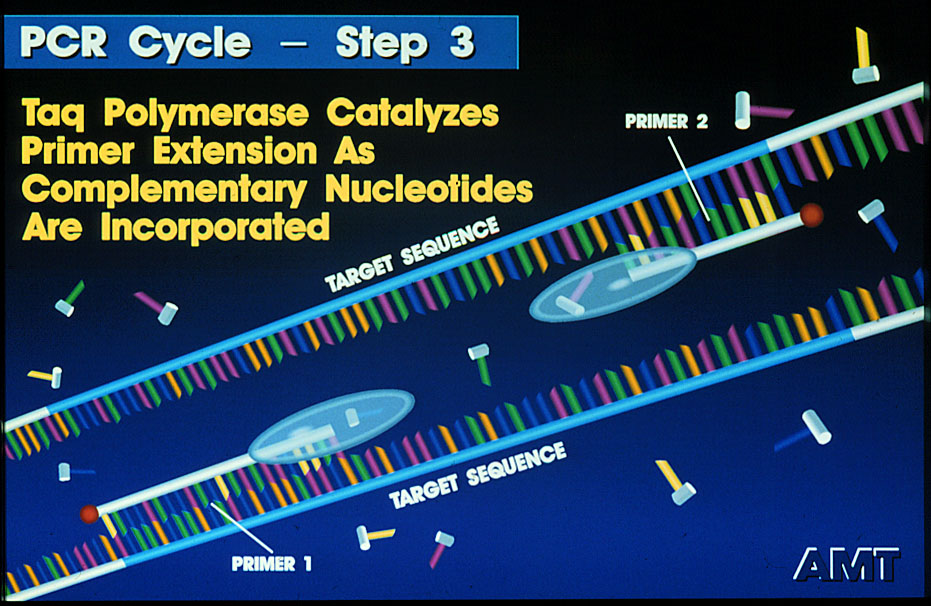 PCR Cycle – Step 3
Taq Polymerase Catalyzes
Primer Extension As
Complementary Nucleotides
Are Incorporated
PRIMER 2
TARGET SEQUENCE
TARGET SEQUENCE
PRIMER 1
AMT